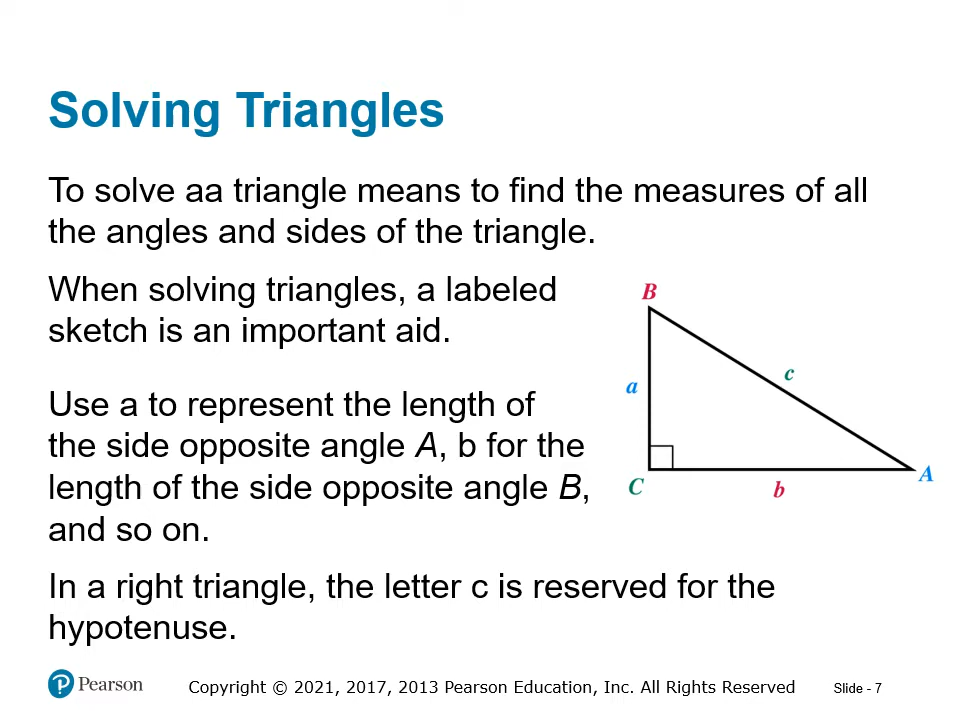 Solving Triangles
To solve aa triangle means to find the measures of all
the angles and sides of the triangle.
When solving triangles, a labeled
sketch is an important aid.
Use a to represent the length of
the side opposite angle A, b for the
length of the side opposite angle B,
and so on.
B
a
c
C
b
A
In a right triangle, the letter c is reserved for the
hypotenuse.
P Pearson
Copyright © 2021, 2017, 2013 Pearson Education, Inc. All Rights Reserved
Slide - 7